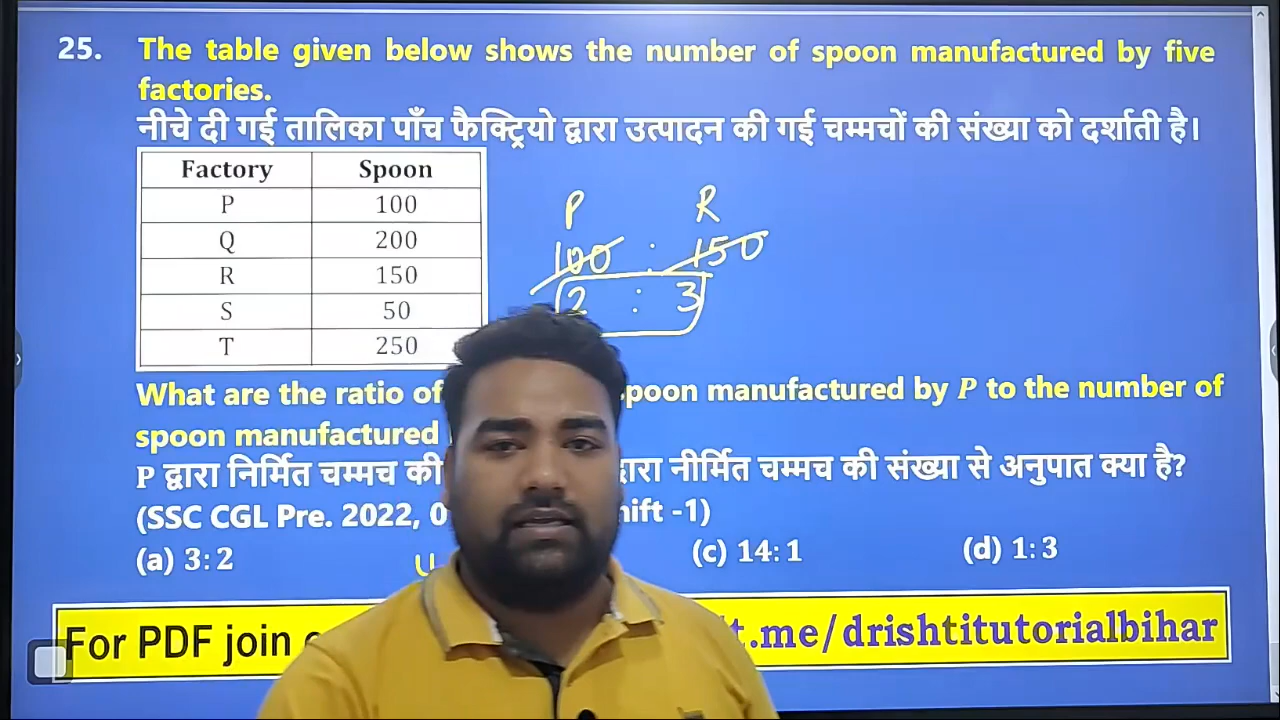 25. The table given below shows the number of spoon manufactured by five
factories.
नीचे दी गई तालिका पाँच फैक्ट्रियो द्वारा उत्पादन की गई चम्मचों की संख्या को दर्शाती है।
Factory Spoon
P 100
Q 200
R 150
S 50
T 250
P R
100 : 150
2 : 3
What are the ratio of spoon manufactured by P to the number of
spoon manufactured
P द्वारा निर्मित चम्मच की द्वारा नीर्मित चम्मच की संख्या से अनुपात क्या है?
(SSC CGL Pre. 2022, 0 hift -1)
(a) 3:2 (c) 14:1 (d) 1:3
For PDF join t.me/drishtitutorialbihar